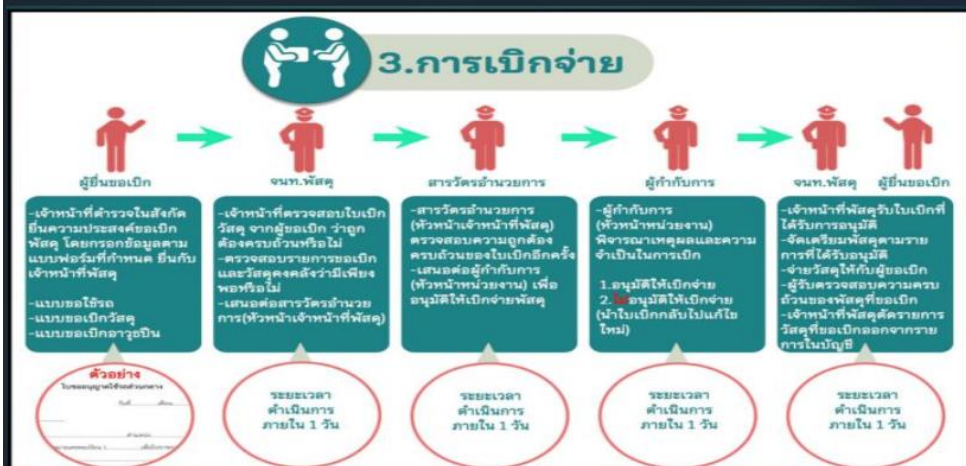 3.การเบิกจ่าย
ผู้ยื่นขอเบิก
-เจ้าหน้าที่ตำรวจในสังกัด
ยื่นความประสงค์ขอเบิก
พัสดุ โดยกรอกข้อมูลตาม
แบบฟอร์มที่กำหนด ยื่นกับ
เจ้าหน้าที่พัสดุ
-แบบขอใช้รถ
-แบบขอเบิกวัสดุ
-แบบขอเบิกอาวุธปืน
ตัวอย่าง
ใบขออนุญาตใช้รถส่วนกลาง
วันที่ เดือน
ตำแหน่ง
จนท.พัสดุ
-เจ้าหน้าที่ตรวจสอบใบเบิก
วัสดุ จากผู้ขอเบิก ว่าถูก
ต้องครบถ้วนหรือไม่
-ตรวจสอบรายการขอเบิก
และวัสดุคงคลังว่ามีเพียง
พอหรือไม่
-เสนอต่อสารวัตรอำนวย
การ(หัวหน้าเจ้าหน้าที่พัสดุ)
ระยะเวลา
ดำเนินการ
ภายใน 1 วัน
สารวัตรอำนวยการ
-สารวัตรอำนวยการ
(หัวหน้าเจ้าหน้าที่พัสดุ)
ตรวจสอบความถูกต้อง
ครบถ้วนของใบเบิกอีกครั้ง
-เสนอต่อผู้กำกับการ
(หัวหน้าหน่วยงาน) เพื่อ
อนุมัติให้เบิกจ่ายพัสดุ
ระยะเวลา
ดำเนินการ
ภายใน 1 วัน
ผู้กำกับการ
-ผู้กำกับการ
(หัวหน้าหน่วยงาน)
พิจารณาเหตุผลและความ
จำเป็นในการเบิก
1.อนุมัติให้เบิกจ่าย
2.ไม่อนุมัติให้เบิกจ่าย
(นำใบเบิกกลับไปแก้ไข
ใหม่)
ระยะเวลา
ดำเนินการ
ภายใน 1 วัน
จนท.พัสดุ ผู้ยื่นขอเบิก
-เจ้าหน้าที่พัสดุรับใบเบิกที่
ได้รับการอนุมัติ
-จัดเตรียมพัสดุตามราย
การที่ได้รับอนุมัติ
-จ่ายวัสดุให้กับผู้ขอเบิก
-ผู้รับตรวจสอบความครบ
ถ้วนของพัสดุที่ขอเบิก
-เจ้าหน้าที่พัสดุตัดรายการ
วัสดุที่ขอเบิกออกจากราย
การในบัญชี
ระยะเวลา
ดำเนินการ
ภายใน 1 วัน